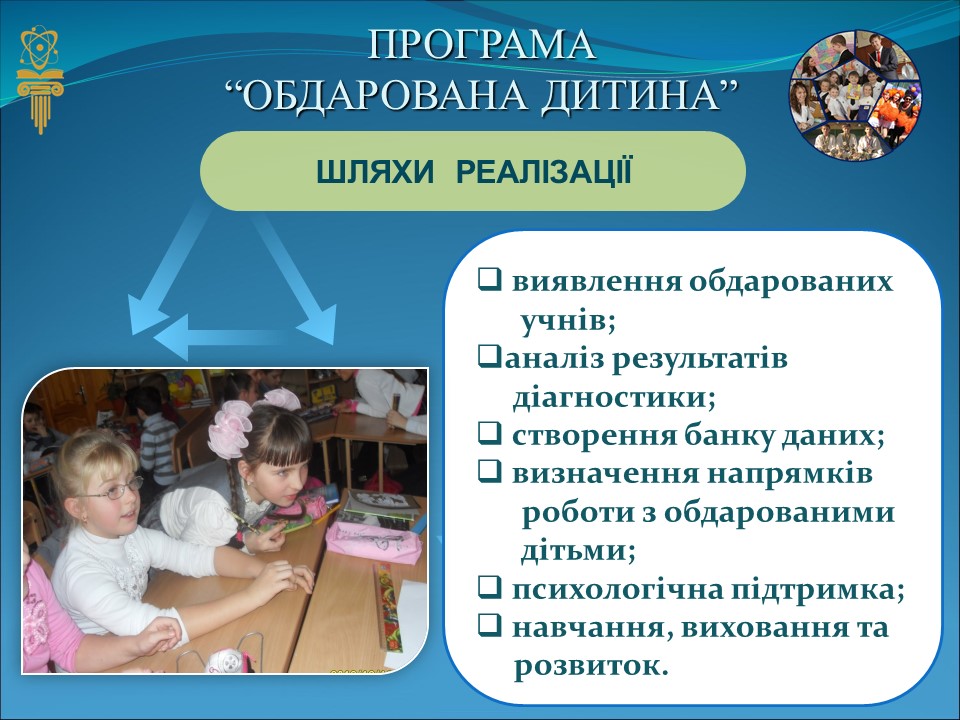 ПРОГРАМА
“ОБДАРОВАНА ДИТИНА”
ШЛЯХИ РЕАЛІЗАЦІЇ
❑ виявлення обдарованих
учнів;
❑аналіз результатів
діагностики;
❑ створення банку даних;
❑ визначення напрямків
роботи з обдарованими
дітьми;
❑ психологічна підтримка;
❑ навчання, виховання та
розвиток.